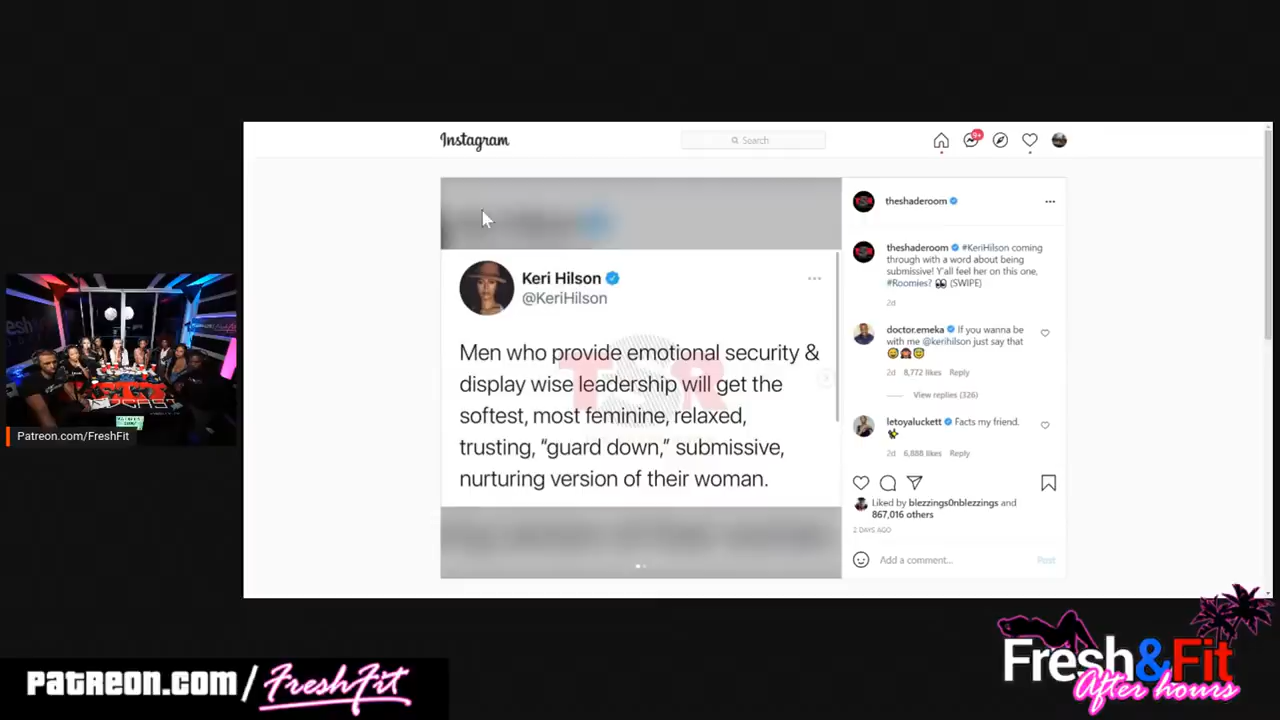 Instagram
Search
9+
theshaderoom
Keri Hilson
@KeriHilson
Men who provide emotional security &
display wise leadership will get the
softest, most feminine, relaxed,
trusting, “guard down,” submissive,
nurturing version of their woman.
TSR
theshaderoom #KeriHilson coming
through with a word about being
submissive! Y'all feel her on this one,
#Roomies? 👀 (SWIPE)
2d
doctor.emeka If you wanna be
with me @kerihilson just say that
2d 8,772 likes Reply
View replies (326)
letoyaluckett Facts my friend.
2d 6,888 likes Reply
Liked by blezzings0nblezzings and
867,016 others
2 DAYS AGO
Add a comment...
Post
Patreon.com/FreshFit
Patreon.com/FreshFit
Fresh&Fit
After hours